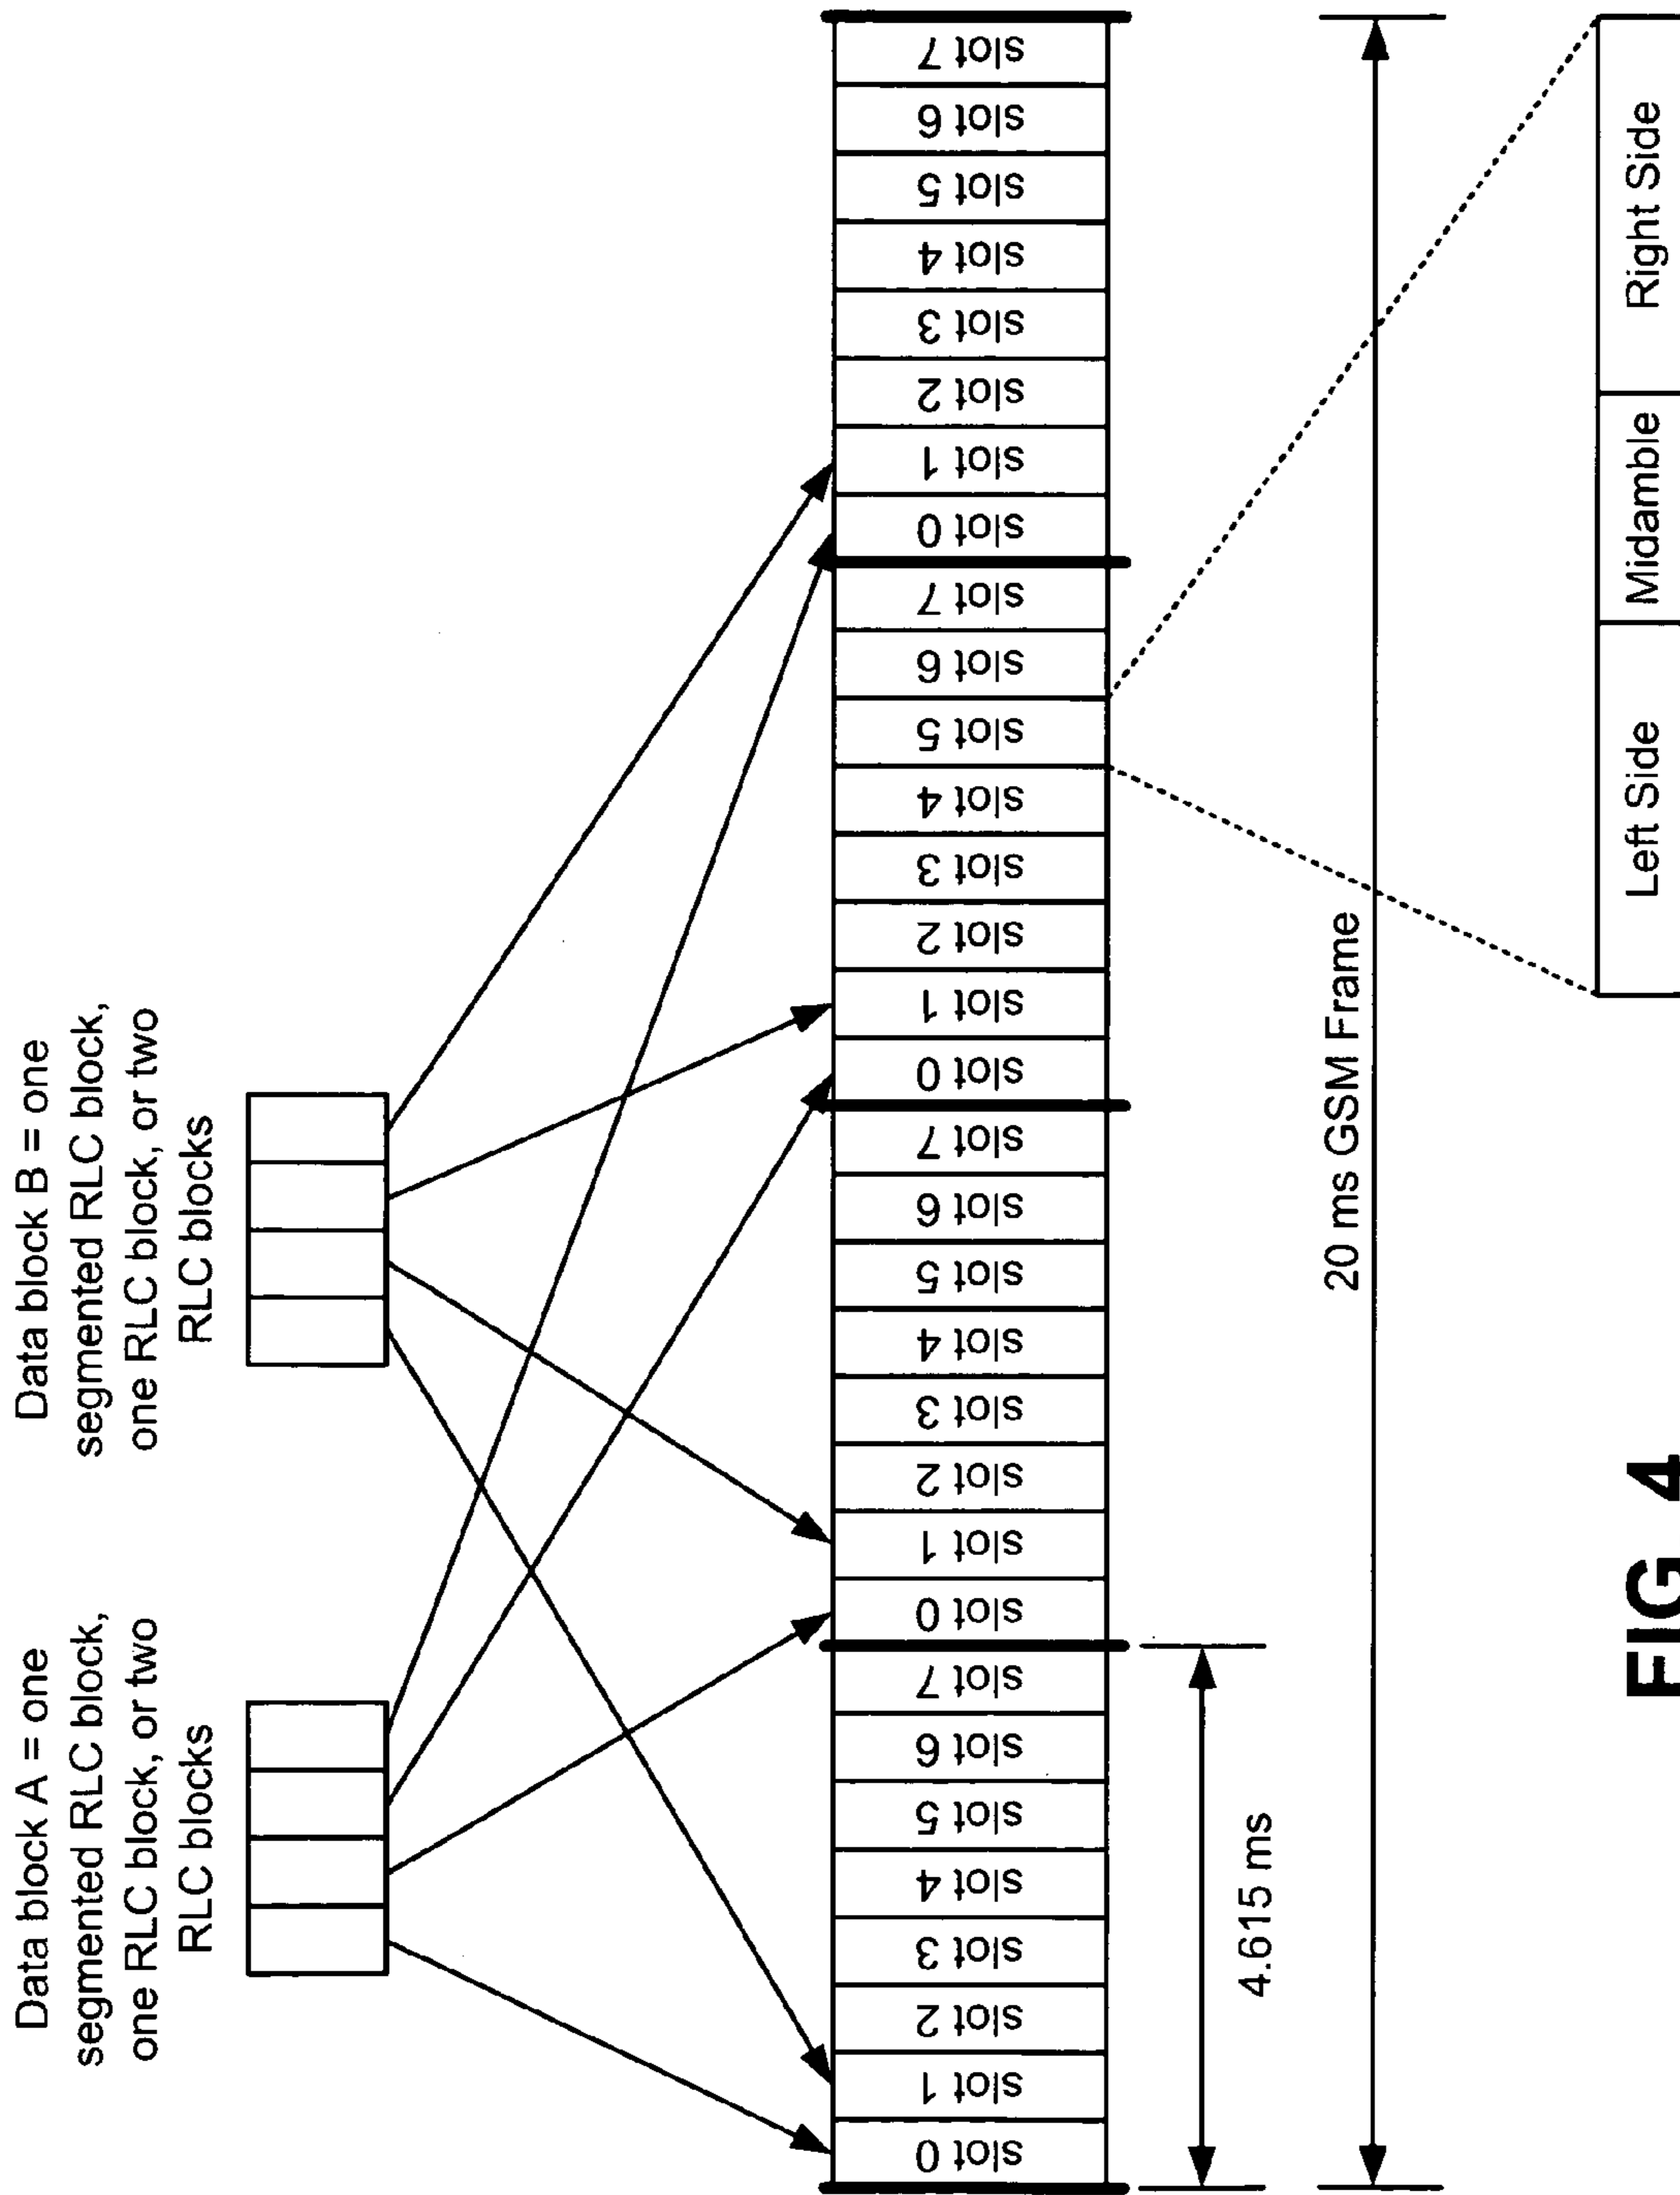 Data block A = one
segmented RLC block,
one RLC block, or two
RLC blocks
Data block B = one
segmented RLC block,
one RLC block, or two
RLC blocks
slot 0
slot 1
slot 2
slot 3
slot 4
slot 5
slot 6
slot 7
slot 0
slot 1
slot 2
slot 3
slot 4
slot 5
slot 6
slot 7
slot 0
slot 1
slot 2
slot 3
slot 4
slot 5
slot 6
slot 7
slot 0
slot 1
slot 2
slot 3
slot 4
slot 5
slot 6
slot 7
4.615 ms
20 ms GSM Frame
Left Side
Midamble
Right Side
FIG. 4